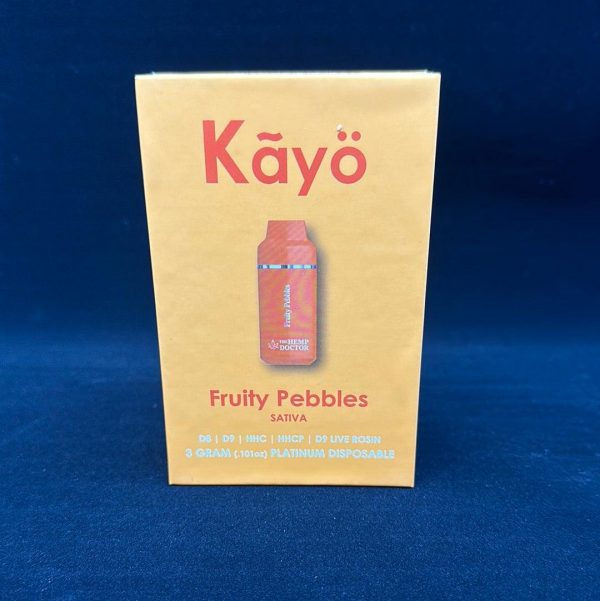 Kãyö
Fruity Pebbles
THE HEMP
DOCTOR
Fruity Pebbles
SATIVA
D8 | D9 | HHC | HHCP | D9 LIVE ROSIN
3 GRAM (.101oz) PLATINUM DISPOSABLE